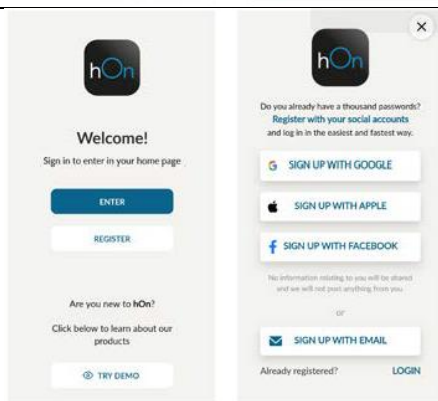 hOn
Welcome!
Sign in to enter in your home page
ENTER
REGISTER
Are you new to hOn?
Click below to learn about our
products
TRY DEMO
hOn
Do you already have a thousand passwords?
Register with your social accounts
and log in in the easiest and fastest way.
SIGN UP WITH GOOGLE
SIGN UP WITH APPLE
SIGN UP WITH FACEBOOK
No information relating to you will be shared
and we will not post anything from you
or
SIGN UP WITH EMAIL
Already registered? LOGIN